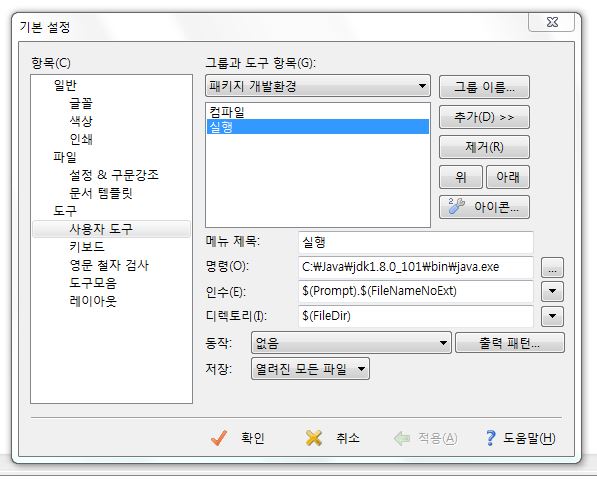 기본 설정
항목(C)
일반
글꼴
색상
인쇄
파일
설정 & 구문강조
문서 템플릿
도구
사용자 도구
키보드
영문 철자 검사
도구모음
레이아웃
그룹과 도구 항목(G):
패키지 개발환경
그룹 이름...
컴파일
실행
추가(D) >>
제거(R)
위 아래
아이콘...
메뉴 제목: 실행
명령(O): C:₩Java₩jdk1.8.0_101₩bin₩java.exe ...
인수(E): $(Prompt).$(FileNameNoExt)
디렉토리(I): $(FileDir)
동작: 없음 출력 패턴...
저장: 열려진 모든 파일
확인 취소 적용(A) 도움말(H)